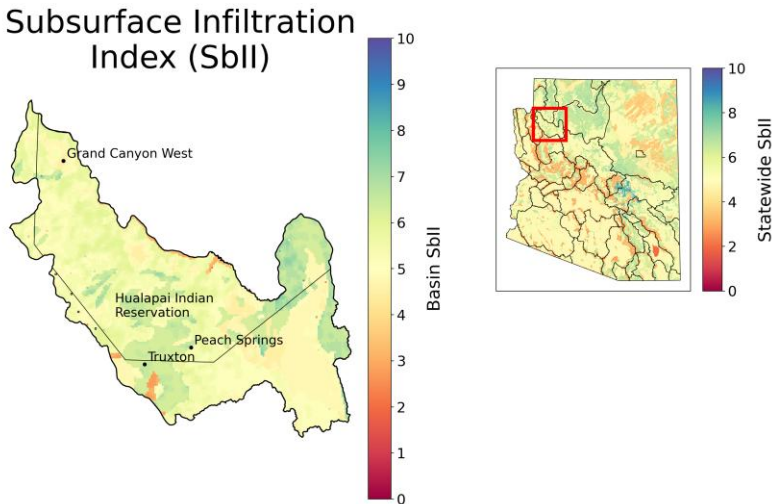 Subsurface Infiltration
Index (SbII)
10
9
8
7
6
5
4
3
2
1
0
Basin SbII
Grand Canyon West
Hualapai Indian
Reservation
Peach Springs
Truxton
10
8
6
4
2
0
Statewide SbII